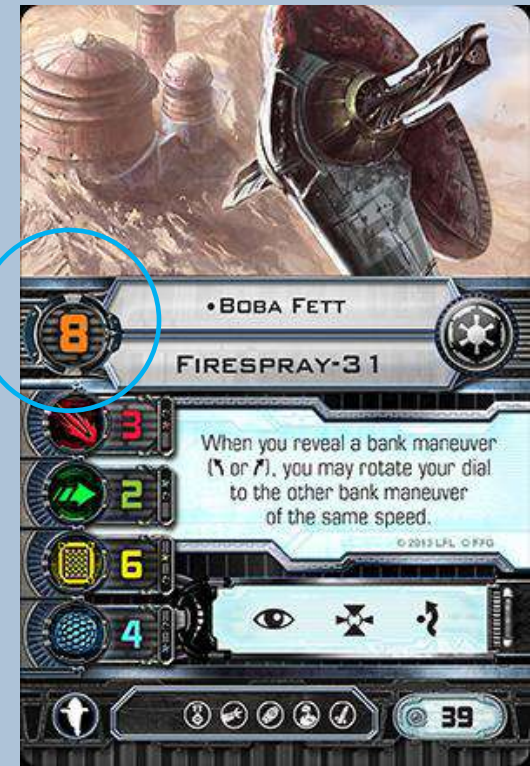 •Boba Fett
8
Firespray-31
3
When you reveal a bank maneuver
(↖ or ↗), you may rotate your dial
2
to the other bank maneuver
of the same speed.
© 2013 LFL © FFG
6
4
39